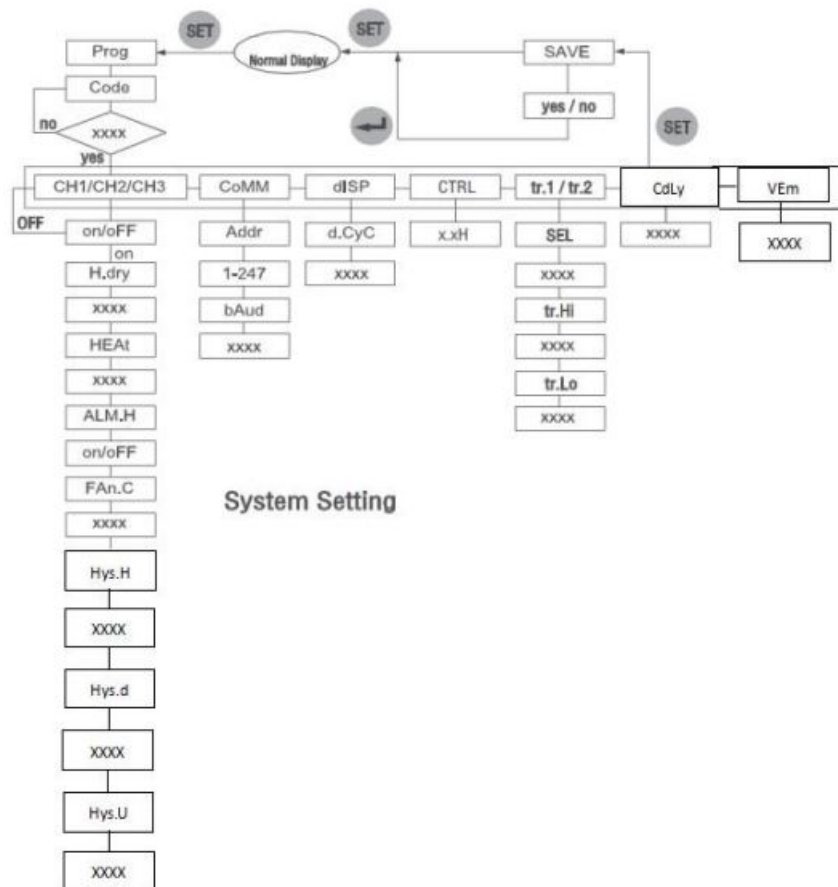 SET
SET
Prog
Normal Display
SAVE
Code
yes / no
no
xxxx
SET
yes
CH1/CH2/CH3
CoMM
dISP
CTRL
tr.1 / tr.2
CdLy
VEm
OFF
on/oFF
Addr
d.CyC
x.xH
SEL
xxxx
XXXX
on
H.dry
1-247
xxxx
xxxx
xxxx
bAud
tr.Hi
HEAt
xxxx
xxxx
xxxx
tr.Lo
ALM.H
xxxx
on/oFF
FAn.C
System Setting
xxxx
Hys.H
XXXX
Hys.d
XXXX
Hys.U
XXXX